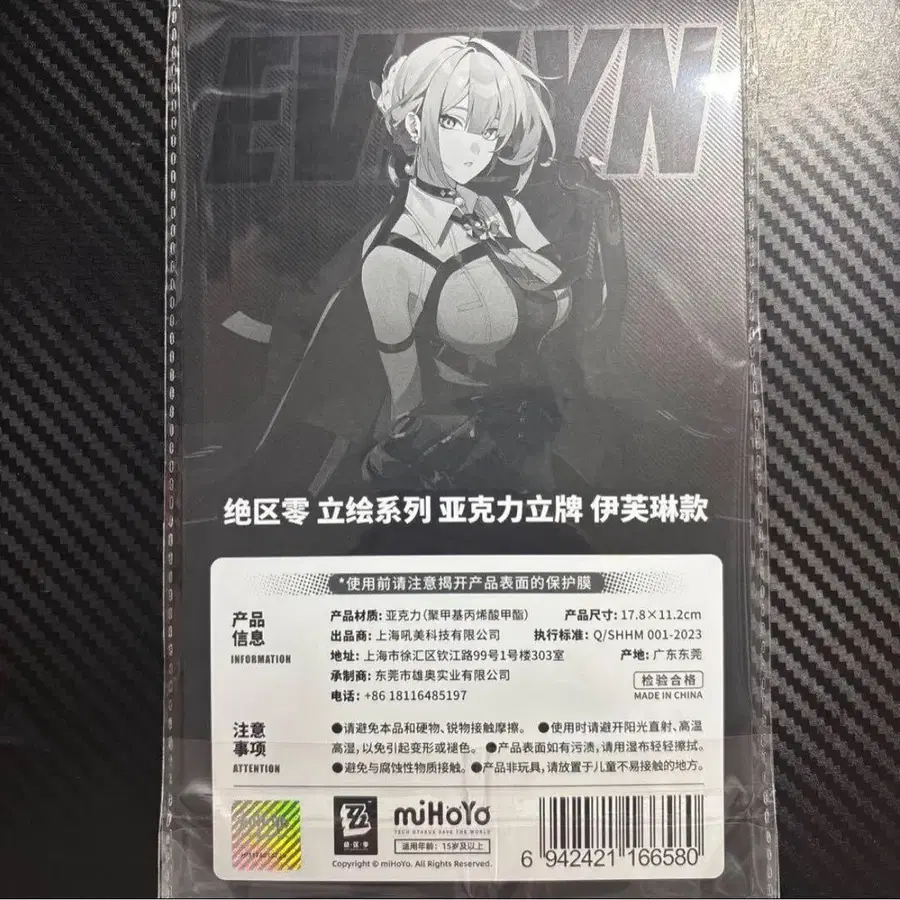 EVELYN
绝区零 立绘系列 亚克力立牌 伊芙琳款
*使用前请注意揭开产品表面的保护膜
产品信息
INFORMATION
产品材质: 亚克力 (聚甲基丙烯酸甲酯) 产品尺寸: 17.8×11.2cm
出品商: 上海吼美科技有限公司 执行标准: Q/SHHM 001-2023
地址: 上海市徐汇区钦江路99号1号楼303室 产地: 广东东莞
承制商: 东莞市雄奥实业有限公司 检验合格
电话: +86 18116485197 MADE IN CHINA
注意事项
ATTENTION
●请避免本品和硬物、锐物接触摩擦。 ●使用时请避开阳光直射、高温
高湿，以免引起变形或褪色。 ●产品表面如有污渍，请用湿布轻轻擦拭。
●避免与腐蚀性物质接触。 ●产品非玩具，请放置于儿童不易接触的地方。
绝·区·零
miHoYo
TECH OTAKUS SAVE THE WORLD
适用年龄: 15岁及以上
Copyright © miHoYo. All Rights Reserved.
6 942421 166580